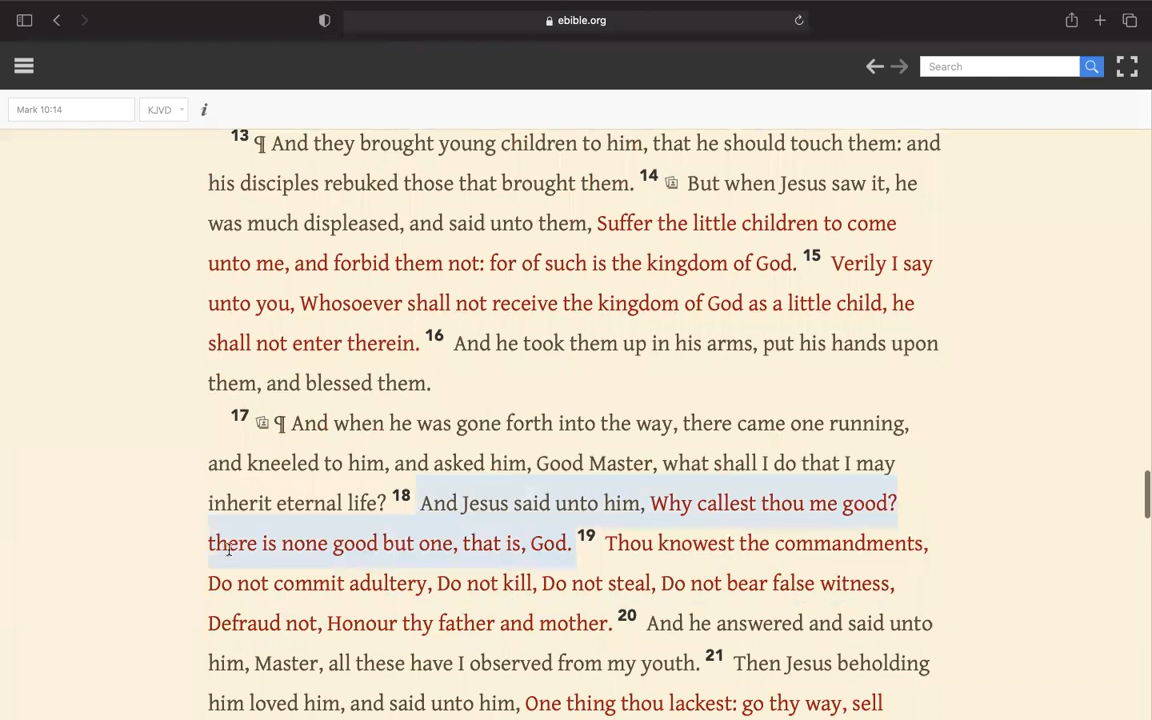 ebible.org
Search
Mark 10:14 KJVD i
13 ¶ And they brought young children to him, that he should touch them: and
his disciples rebuked those that brought them. 14 But when Jesus saw it, he
was much displeased, and said unto them, Suffer the little children to come
unto me, and forbid them not: for of such is the kingdom of God. 15 Verily I say
unto you, Whosoever shall not receive the kingdom of God as a little child, he
shall not enter therein. 16 And he took them up in his arms, put his hands upon
them, and blessed them.
17 ¶ And when he was gone forth into the way, there came one running,
and kneeled to him, and asked him, Good Master, what shall I do that I may
inherit eternal life? 18 And Jesus said unto him, Why callest thou me good?
there is none good but one, that is, God. 19 Thou knowest the commandments,
Do not commit adultery, Do not kill, Do not steal, Do not bear false witness,
Defraud not, Honour thy father and mother. 20 And he answered and said unto
him, Master, all these have I observed from my youth. 21 Then Jesus beholding
him loved him, and said unto him, One thing thou lackest: go thy way, sell